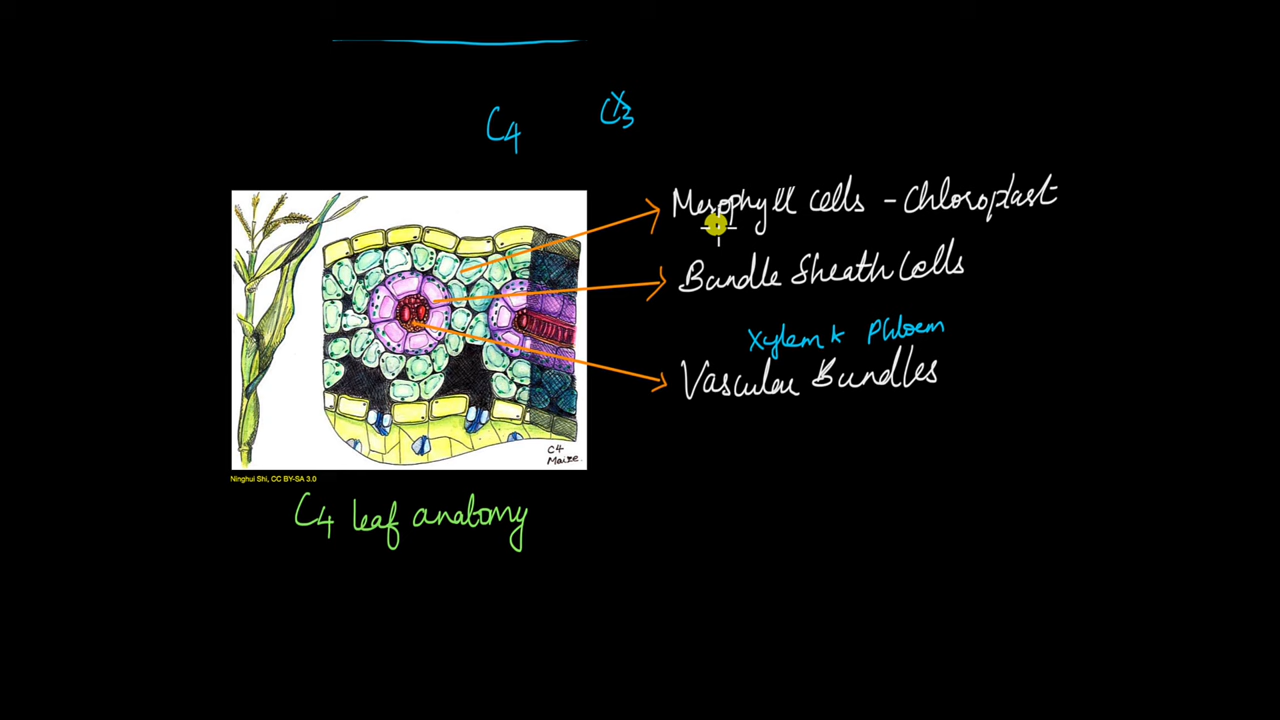 C4 C3
Mesophyll cells - Chloroplast
Bundle Sheath Cells
Xylem & Phloem
Vascular Bundles
C4
Maize.
Ninghui Shi, CC BY-SA 3.0
C4 leaf anatomy